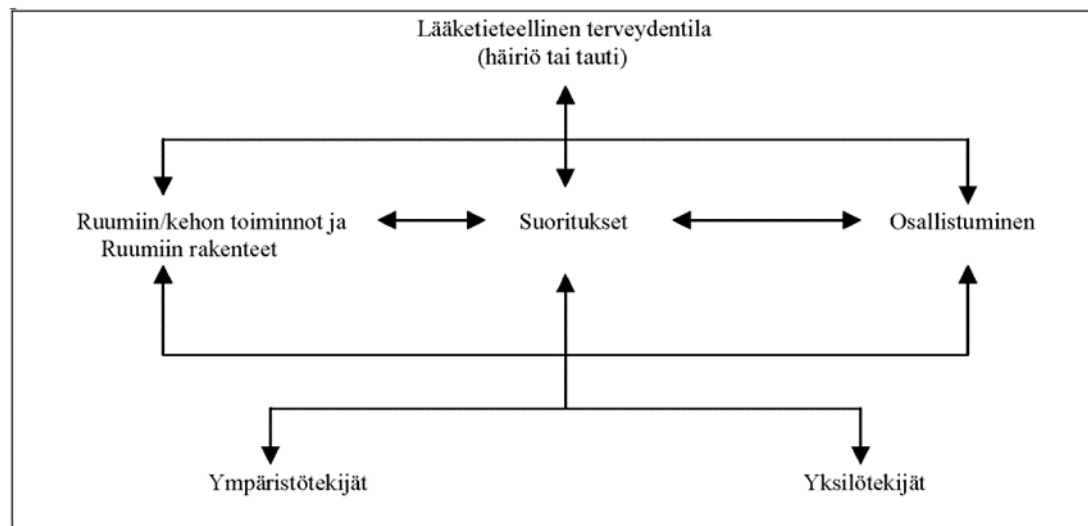 Lääketieteellinen terveydentila
(häiriö tai tauti)
Ruumiin/kehon toiminnot ja
Ruumiin rakenteet
Suoritukset
Osallistuminen
Ympäristötekijät
Yksilötekijät